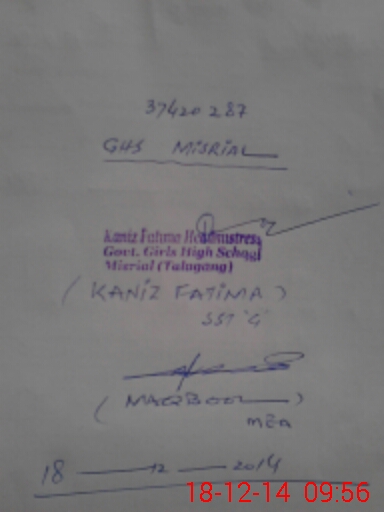 37420287
GHS MISRIAL
Kaniz Fatima Headmistress
Govt. Girls High School
Misrial (Talagang)
(KANIZ FATIMA)
SST 'G'
(MAQBOOL)
mEa
18 — 12 — 2014
18-12-14 09:56